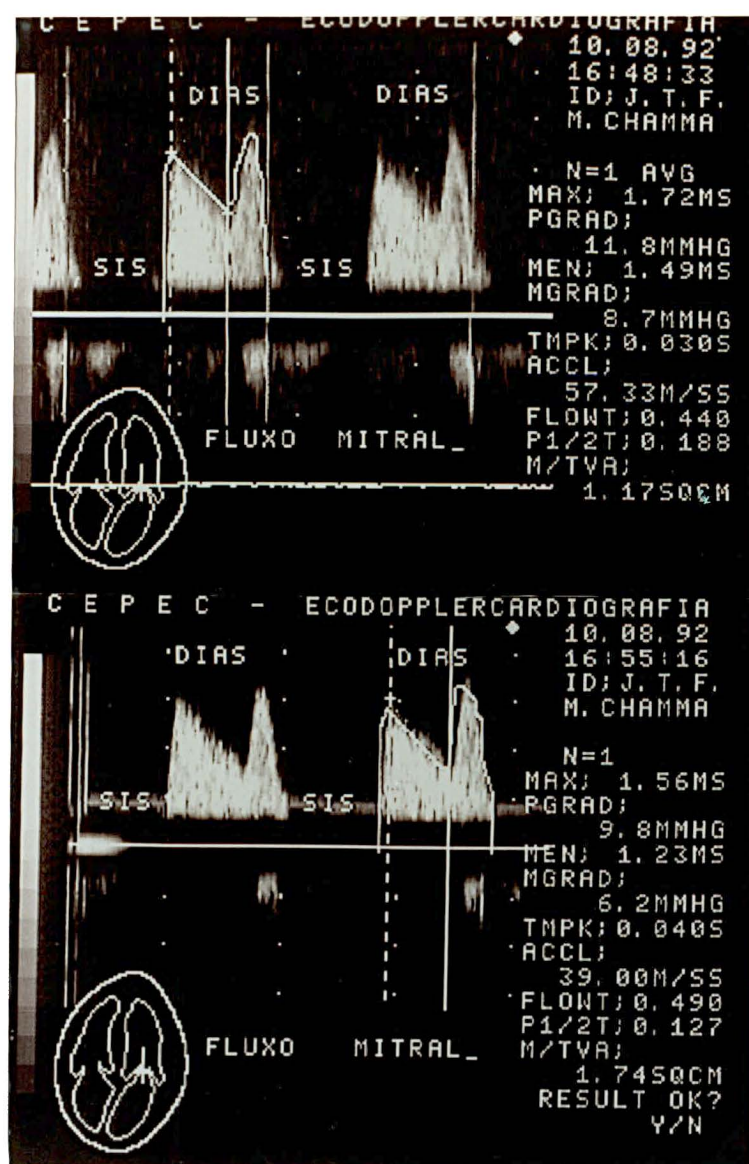 C E P E C - ECODOPPLERCARDIOGRAFIA
10.08.92
16:48:33
ID; J.T.F.
M. CHAMMA
DIAS DIAS
N=1 AVG
MAX; 1.72MS
PGRAD;
11.8MMHG
SIS SIS
MEN; 1.49MS
MGRAD;
8.7MMHG
TMPK; 0.030S
ACCL;
57.33M/SS
FLOWT; 0.440
FLUXO MITRAL_
P1/2T; 0.188
M/TVA;
1.17SQCM
C E P E C - ECODOPPLERCARDIOGRAFIA
10.08.92
16:55:16
DIAS DIAS
ID; J.T.F.
M. CHAMMA
N=1
MAX; 1.56MS
SIS SIS
PGRAD;
9.8MMHG
MEN; 1.23MS
MGRAD;
6.2MMHG
TMPK; 0.040S
ACCL;
39.00M/SS
FLOWT; 0.490
P1/2T; 0.127
FLUXO MITRAL_
M/TVA;
1.74SQCM
RESULT OK?
Y/N